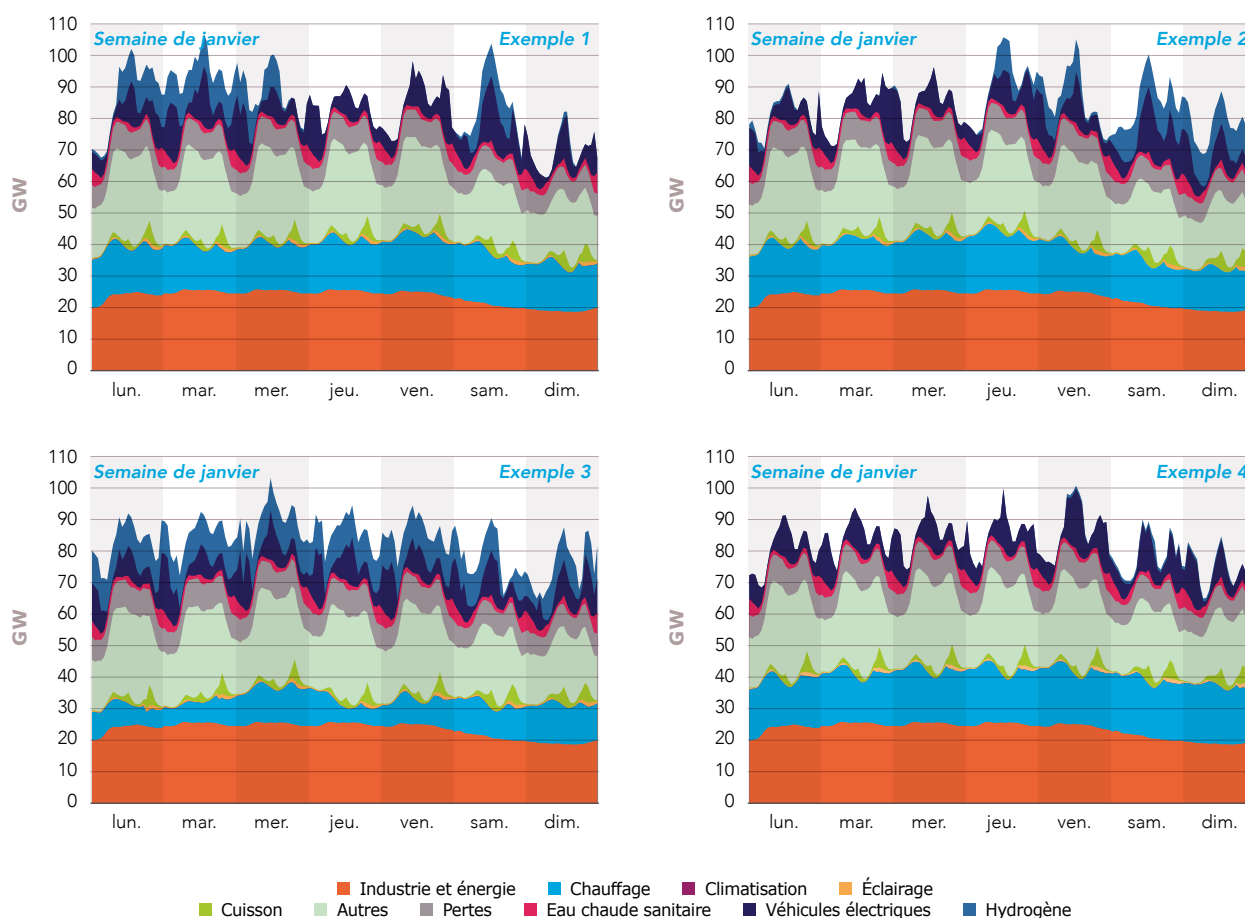 110
100
90
80
70
60
50
40
30
20
10
0
GW
Semaine de janvier
Exemple 1
lun. mar. mer. jeu. ven. sam. dim.
110
100
90
80
70
60
50
40
30
20
10
0
GW
Semaine de janvier
Exemple 2
lun. mar. mer. jeu. ven. sam. dim.
110
100
90
80
70
60
50
40
30
20
10
0
GW
Semaine de janvier
Exemple 3
lun. mar. mer. jeu. ven. sam. dim.
110
100
90
80
70
60
50
40
30
20
10
0
GW
Semaine de janvier
Exemple 4
lun. mar. mer. jeu. ven. sam. dim.
Industrie et énergie Chauffage Climatisation Éclairage
Cuisson Autres Pertes Eau chaude sanitaire Véhicules électriques Hydrogène